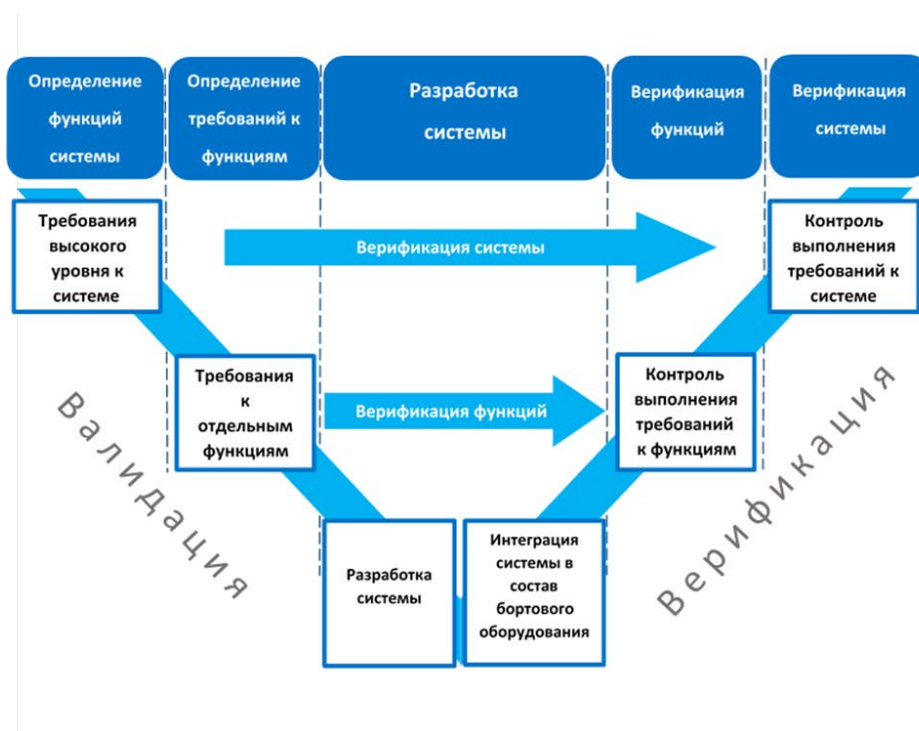 Определение
функций
системы
Определение
требований к
функциям
Разработка
системы
Верификация
функций
Верификация
системы
Требования
высокого
уровня к
системе
Верификация системы
Контроль
выполнения
требований к
системе
Требования
к
отдельным
функциям
Верификация функций
Контроль
выполнения
требований
к функциям
Валидация
Верификация
Разработка
системы
Интеграция
системы в
состав
бортового
оборудования